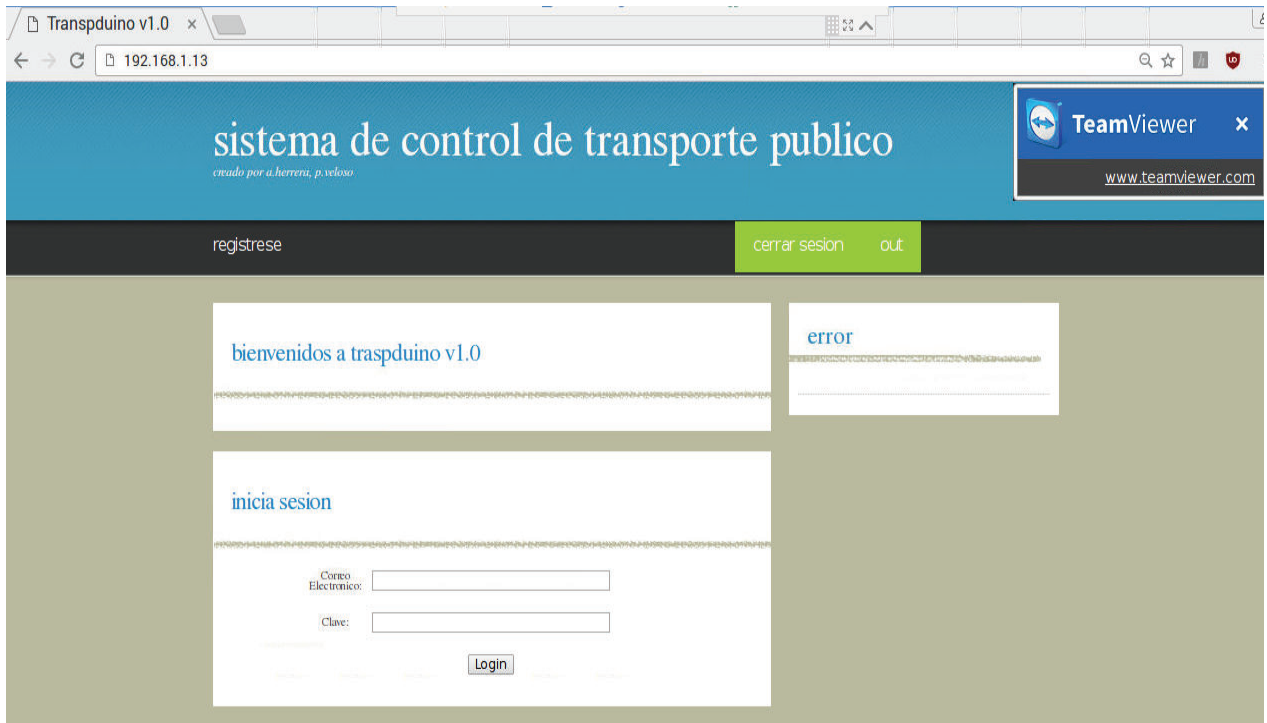 Transpduino v1.0
192.168.1.13
sistema de control de transporte publico
creado por a.herrera, p.veloso
TeamViewer
www.teamviewer.com
registrese
cerrar sesion
out
bienvenidos a traspduino v1.0
error
inicia sesion
Correo
Electronico:
Clave:
Login